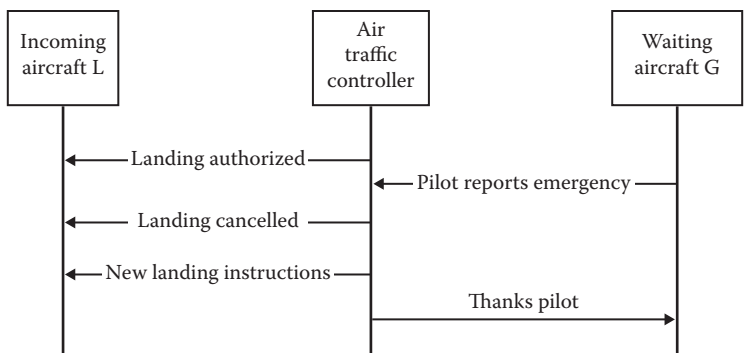 Incoming
aircraft L
Air
traffic
controller
Waiting
aircraft G
Landing authorized
Pilot reports emergency
Landing cancelled
New landing instructions
Thanks pilot